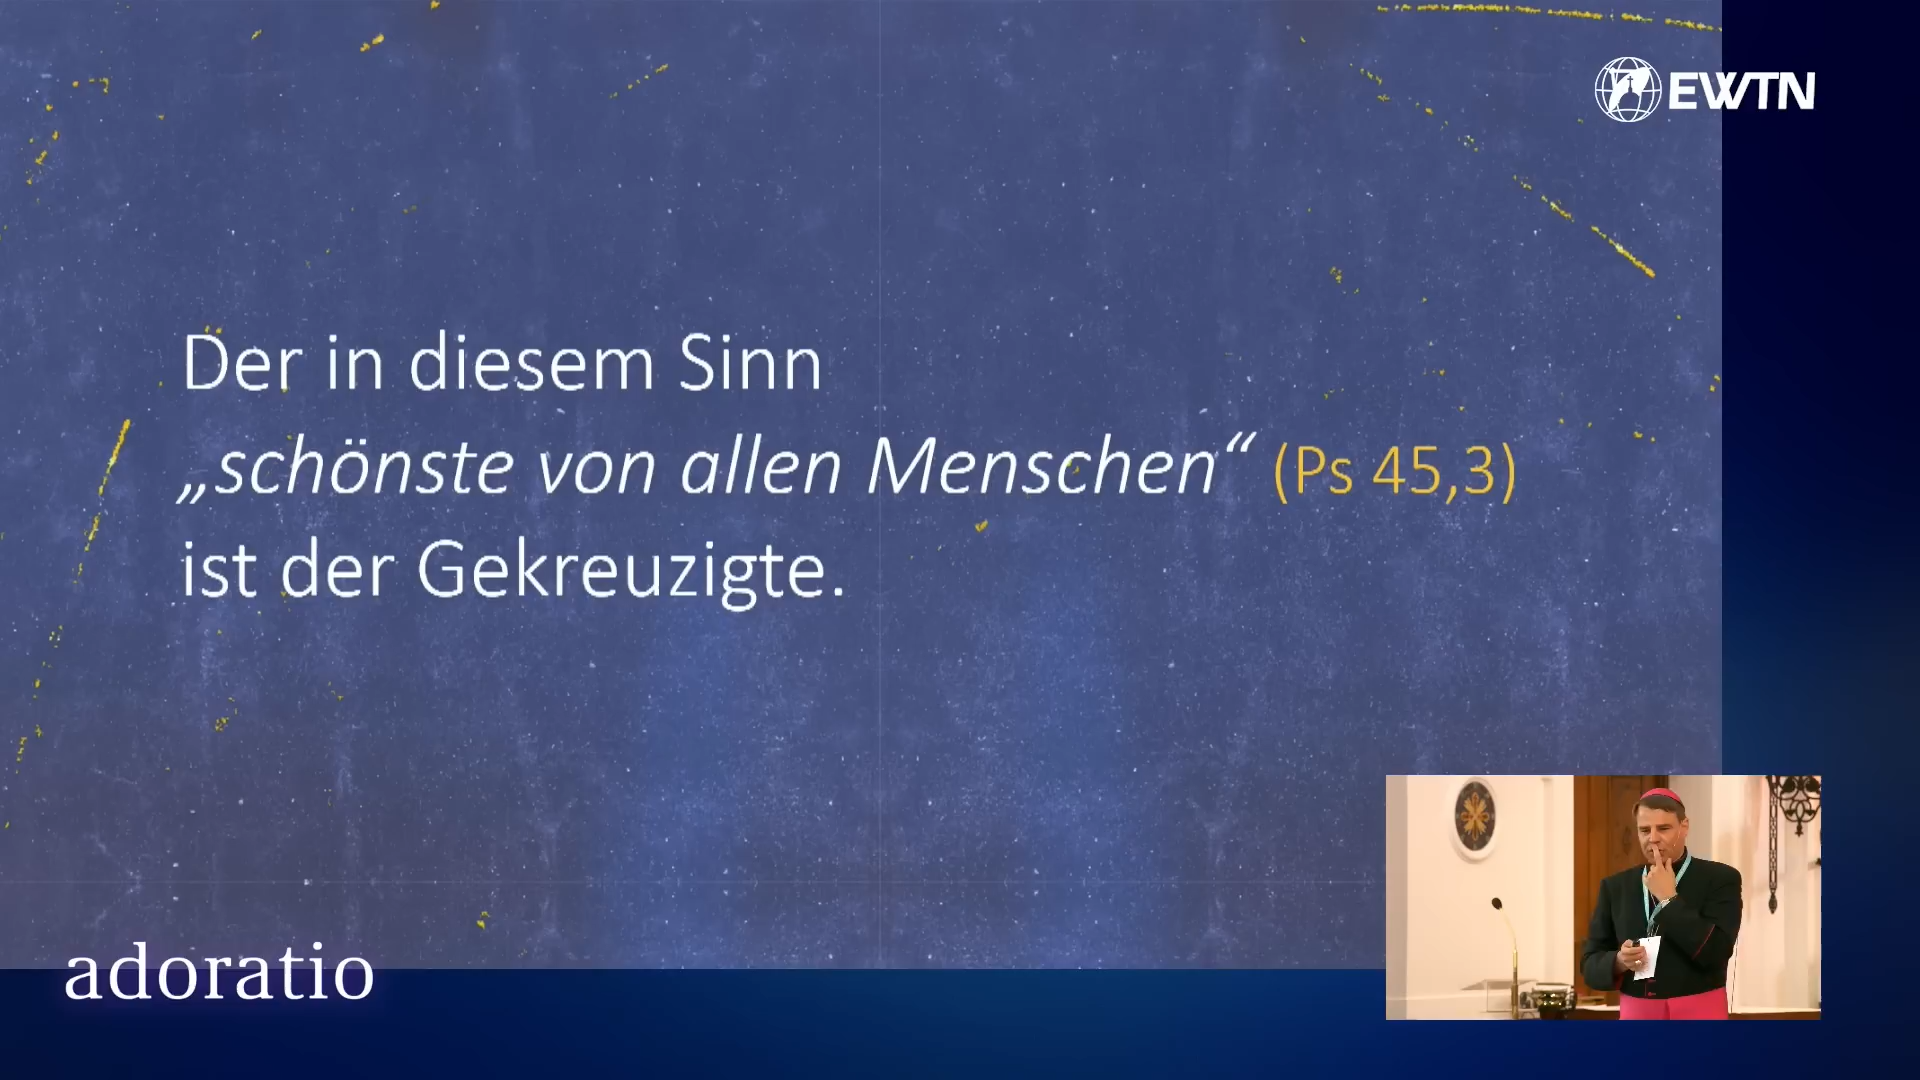 EWTN
Der in diesem Sinn
„schönste von allen Menschen“ (Ps 45,3)
ist der Gekreuzigte.
adoratio